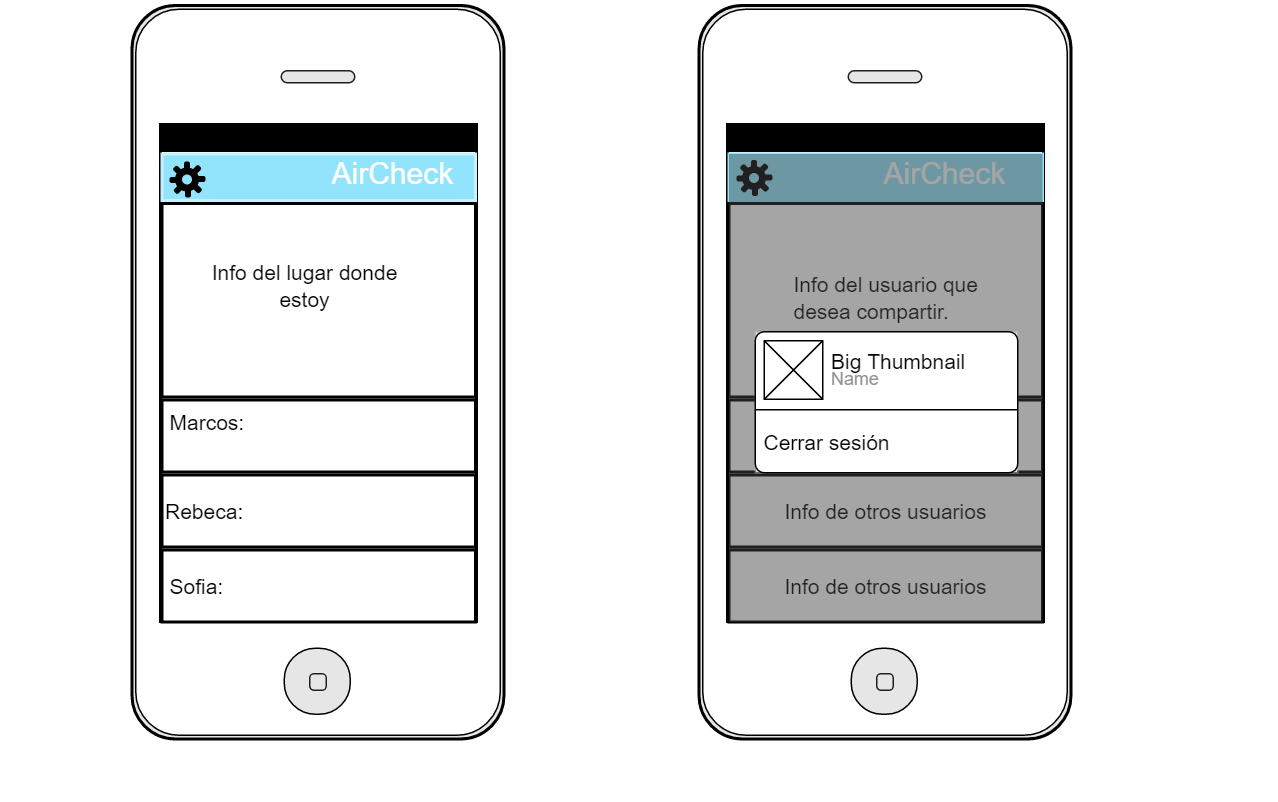 AirCheck
Info del lugar donde
estoy
Marcos:
Rebeca:
Sofia:
AirCheck
Info del usuario que
desea compartir.
Big Thumbnail
Name
Cerrar sesión
Info de otros usuarios
Info de otros usuarios